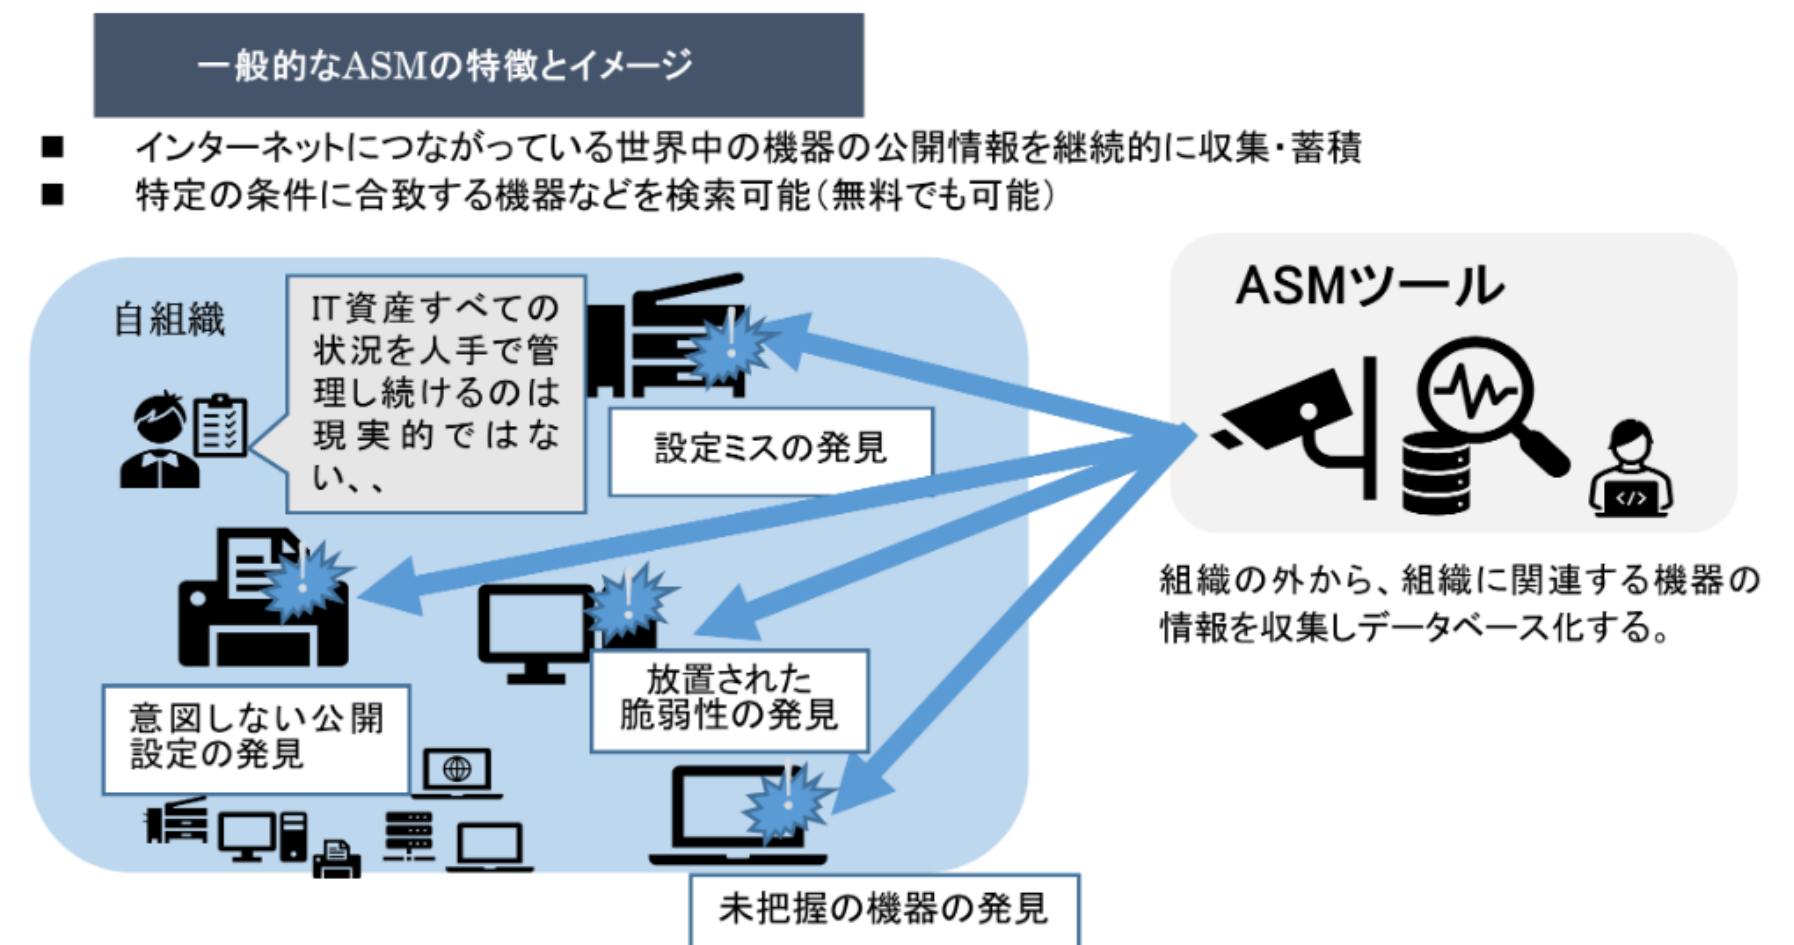 一般的なASMの特徴とイメージ
■ インターネットにつながっている世界中の機器の公開情報を継続的に収集・蓄積
■ 特定の条件に合致する機器などを検索可能（無料でも可能）
自組織
IT資産すべての
状況を人手で管
理し続けるのは
現実的ではな
い、、
設定ミスの発見
ASMツール
</>
組織の外から、組織に関連する機器の
情報を収集しデータベース化する。
意図しない公開
設定の発見
放置された
脆弱性の発見
未把握の機器の発見